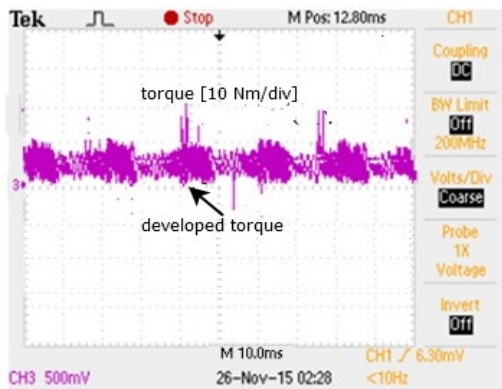 Tek Stop M Pos: 12.80ms CH1
Coupling
DC
torque [10 Nm/div]
BW Limit
Off
200MHz
Volts/Div
Coarse
3
developed torque
Probe
1X
Voltage
Invert
Off
M 10.0ms CH1 6.30mV
CH3 500mV 26-Nov-15 02:28 <10Hz